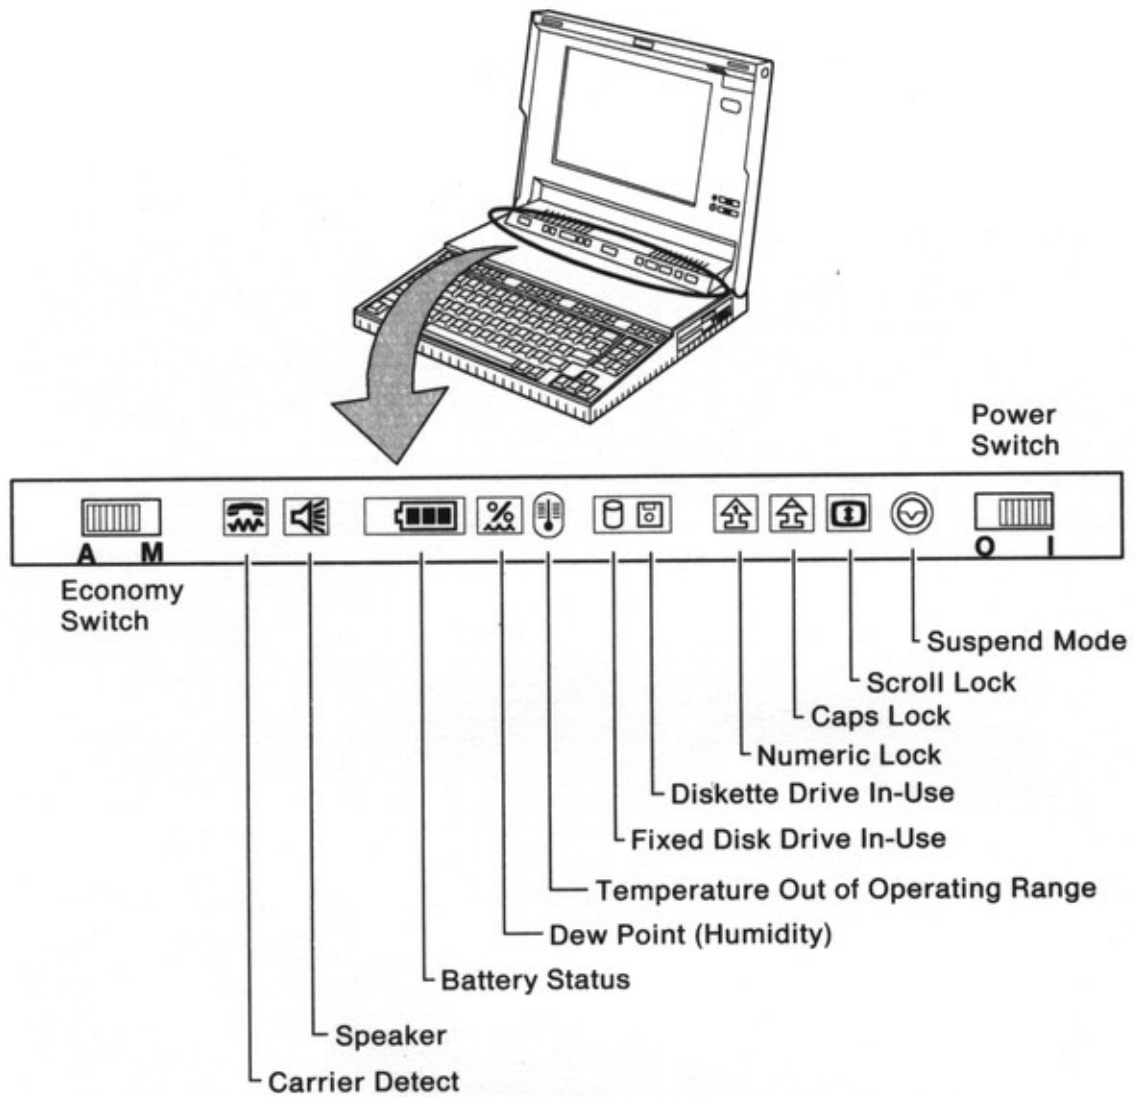 Power
Switch
A M
% 
1
O I
Economy
Switch
Suspend Mode
Scroll Lock
Caps Lock
Numeric Lock
Diskette Drive In-Use
Fixed Disk Drive In-Use
Temperature Out of Operating Range
Dew Point (Humidity)
Battery Status
Speaker
Carrier Detect